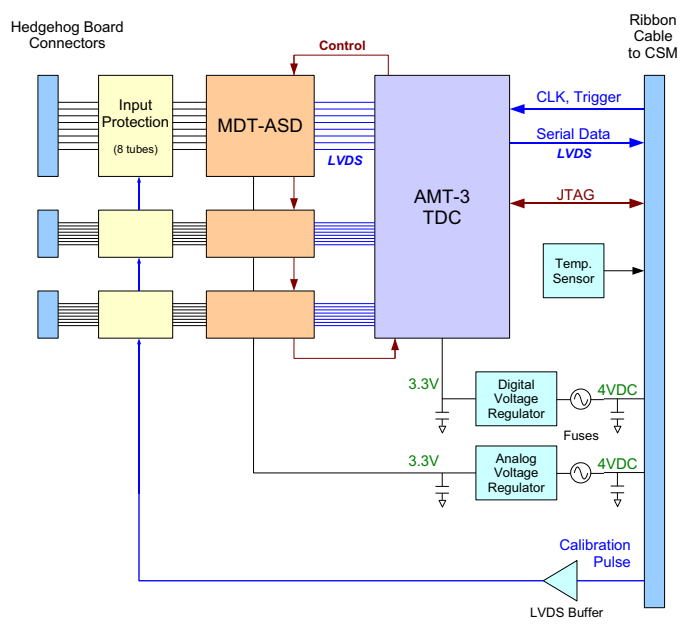 Hedgehog Board
Connectors
Ribbon
Cable
to CSM
Control
Input
Protection
(8 tubes)
MDT-ASD
LVDS
AMT-3
TDC
CLK, Trigger
Serial Data
LVDS
JTAG
Temp.
Sensor
3.3V
Digital
Voltage
Regulator
4VDC
Fuses
3.3V
Analog
Voltage
Regulator
4VDC
Calibration
Pulse
LVDS Buffer